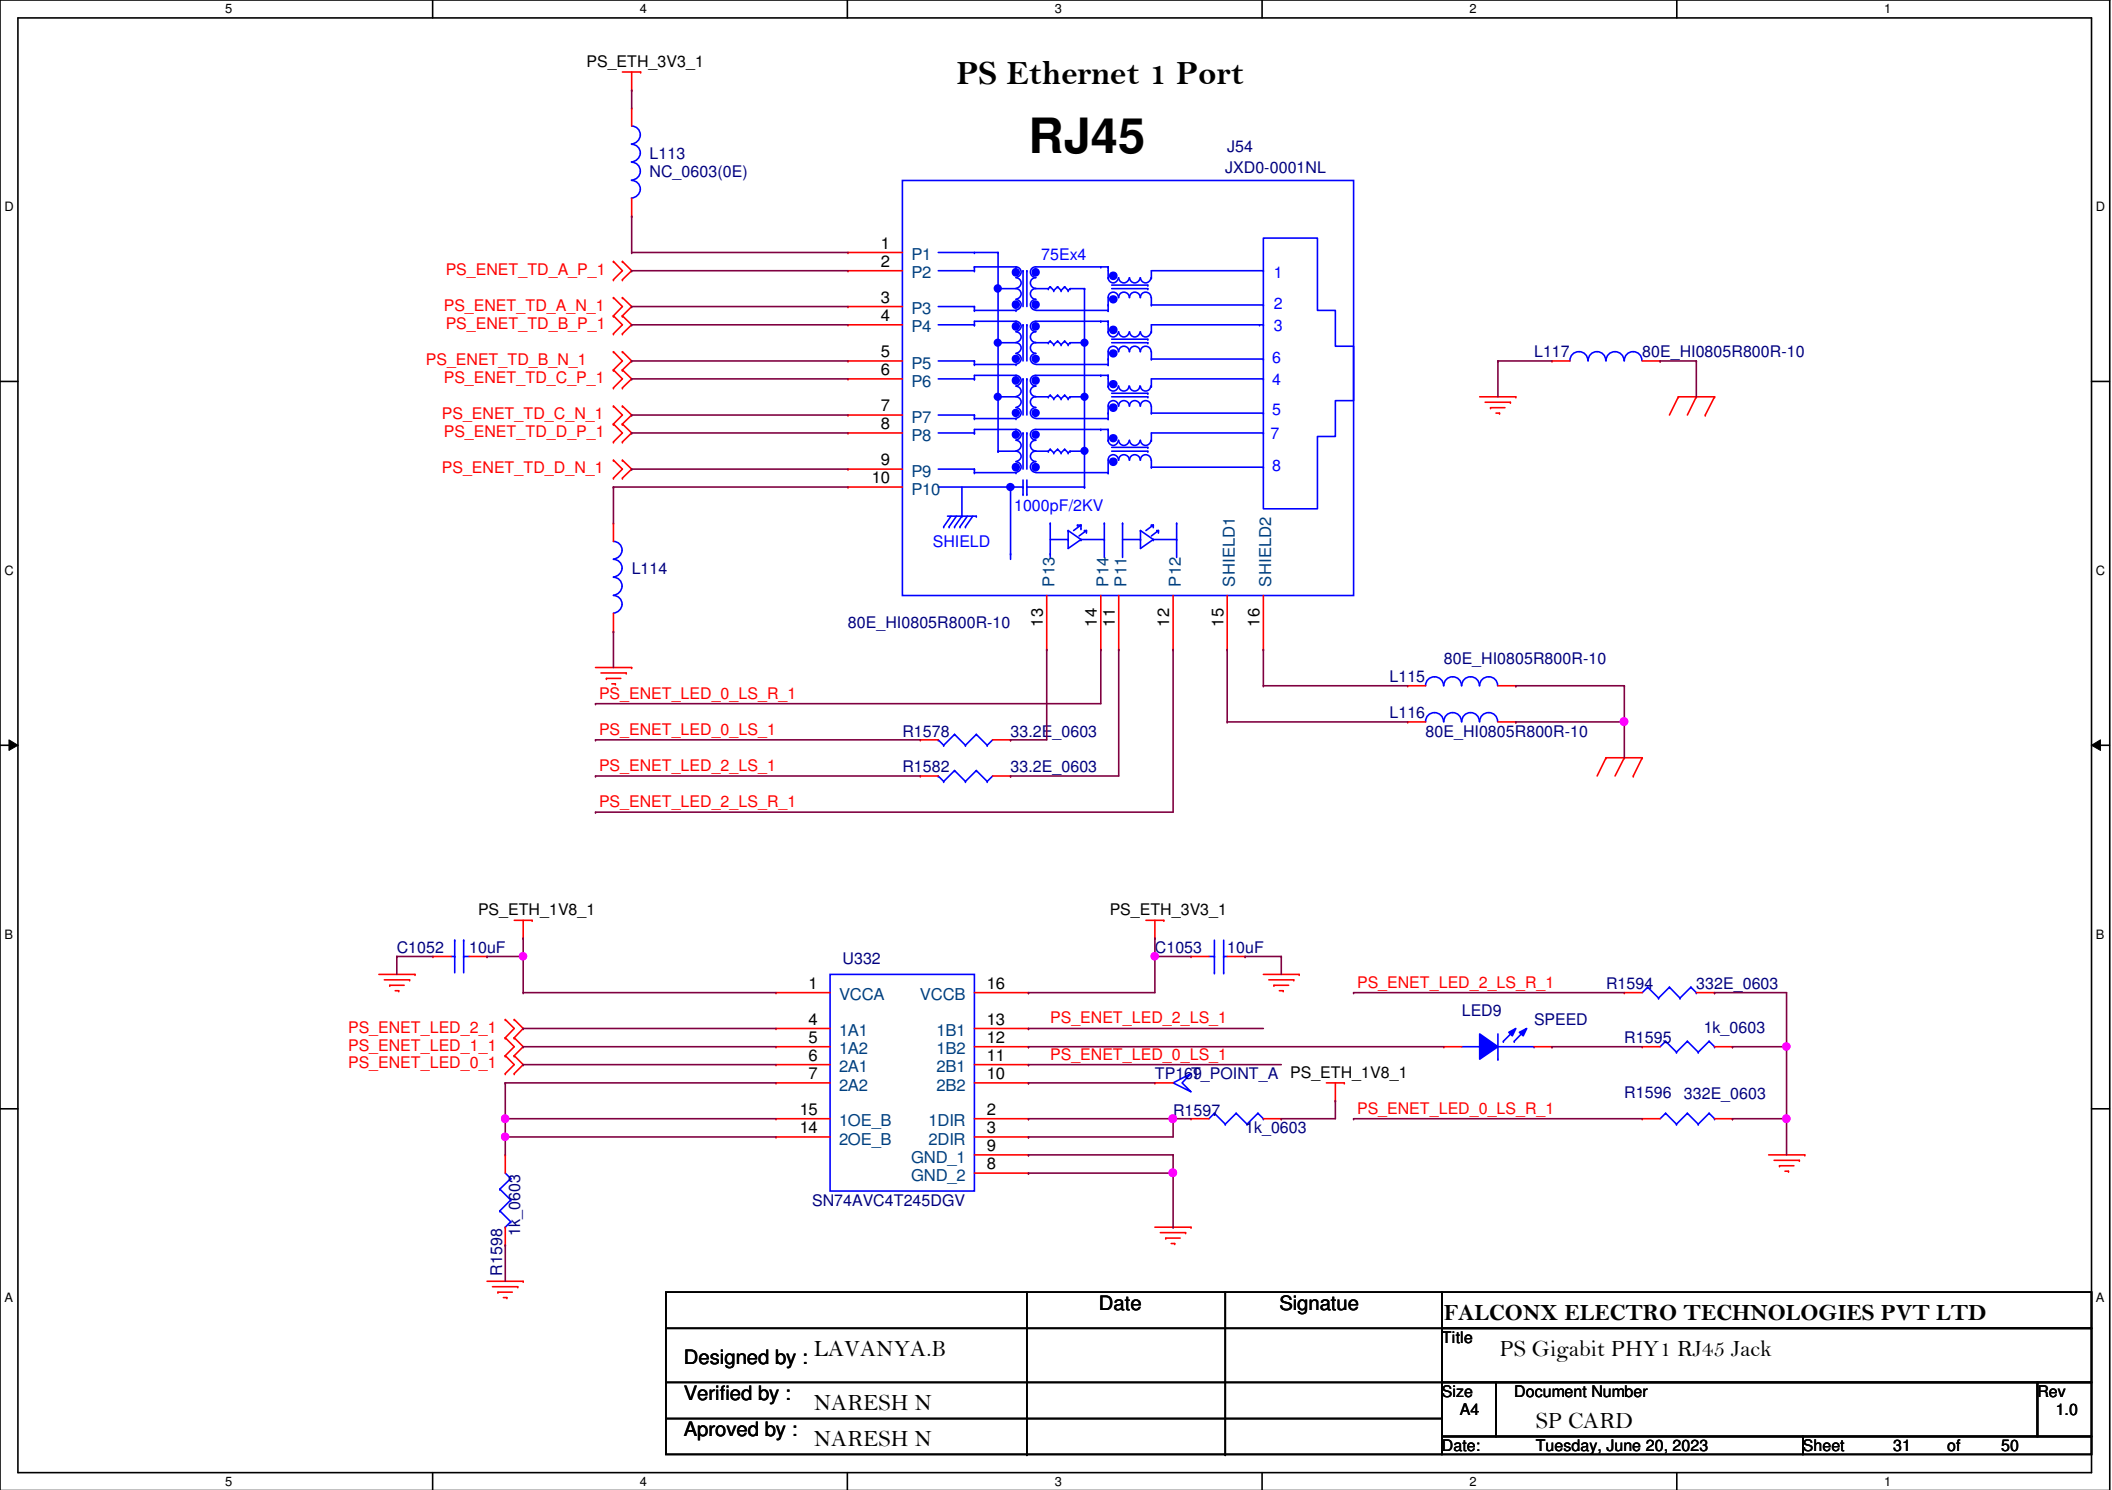 5 4 3 2 1
PS Ethernet 1 Port
RJ45
PS_ETH_3V3_1
L113
NC_0603(0E)
J54
JXD0-0001NL
D D
1 P1
PS_ENET_TD_A_P_1 2 P2
PS_ENET_TD_A_N_1 3 P3
PS_ENET_TD_B_P_1 4 P4
PS_ENET_TD_B_N_1 5 P5
PS_ENET_TD_C_P_1 6 P6
PS_ENET_TD_C_N_1 7 P7
PS_ENET_TD_D_P_1 8 P8
PS_ENET_TD_D_N_1 9 P9
10 P10
75Ex4
1
2
3
6
4
5
7
8
1000pF/2KV
SHIELD
P13 P14 P11 P12 SHIELD1 SHIELD2
13 14 11 12 15 16
L117 80E_HI0805R800R-10
C C
L114
80E_HI0805R800R-10
80E_HI0805R800R-10
L115
L116
80E_HI0805R800R-10
PS_ENET_LED_0_LS_R_1
PS_ENET_LED_0_LS_1 R1578 33.2E_0603
PS_ENET_LED_2_LS_1 R1582 33.2E_0603
PS_ENET_LED_2_LS_R_1
B B
PS_ETH_1V8_1
C1052 10uF
PS_ETH_3V3_1
C1053 10uF
U332
1 VCCA VCCB 16
PS_ENET_LED_2_1 4 1A1 1B1 13 PS_ENET_LED_2_LS_1
PS_ENET_LED_1_1 5 1A2 1B2 12
PS_ENET_LED_0_1 6 2A1 2B1 11 PS_ENET_LED_0_LS_1
7 2A2 2B2 10 TP169_POINT_A PS_ETH_1V8_1
15 1OE_B 1DIR 2 R1597
14 2OE_B 2DIR 3 1k_0603
GND_1 9
GND_2 8
SN74AVC4T245DGV
PS_ENET_LED_2_LS_R_1 R1594 332E_0603
LED9 SPEED
R1595 1k_0603
R1596 332E_0603
PS_ENET_LED_0_LS_R_1
R1598 1k_0603
A A
Date Signatue
Designed by : LAVANYA.B
Verified by : NARESH N
Aproved by : NARESH N
FALCONX ELECTRO TECHNOLOGIES PVT LTD
Title PS Gigabit PHY1 RJ45 Jack
Size Document Number Rev
A4 SP CARD 1.0
Date: Tuesday, June 20, 2023 Sheet 31 of 50
5 4 3 2 1